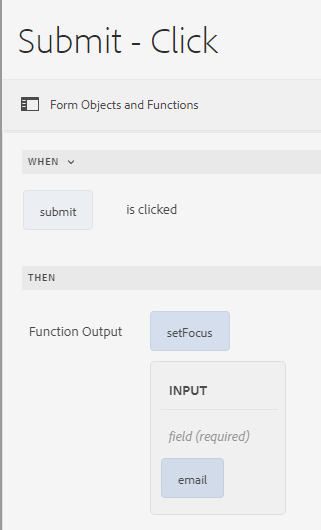 Submit - Click
Form Objects and Functions
WHEN
submit is clicked
THEN
Function Output setFocus
INPUT
field (required)
email